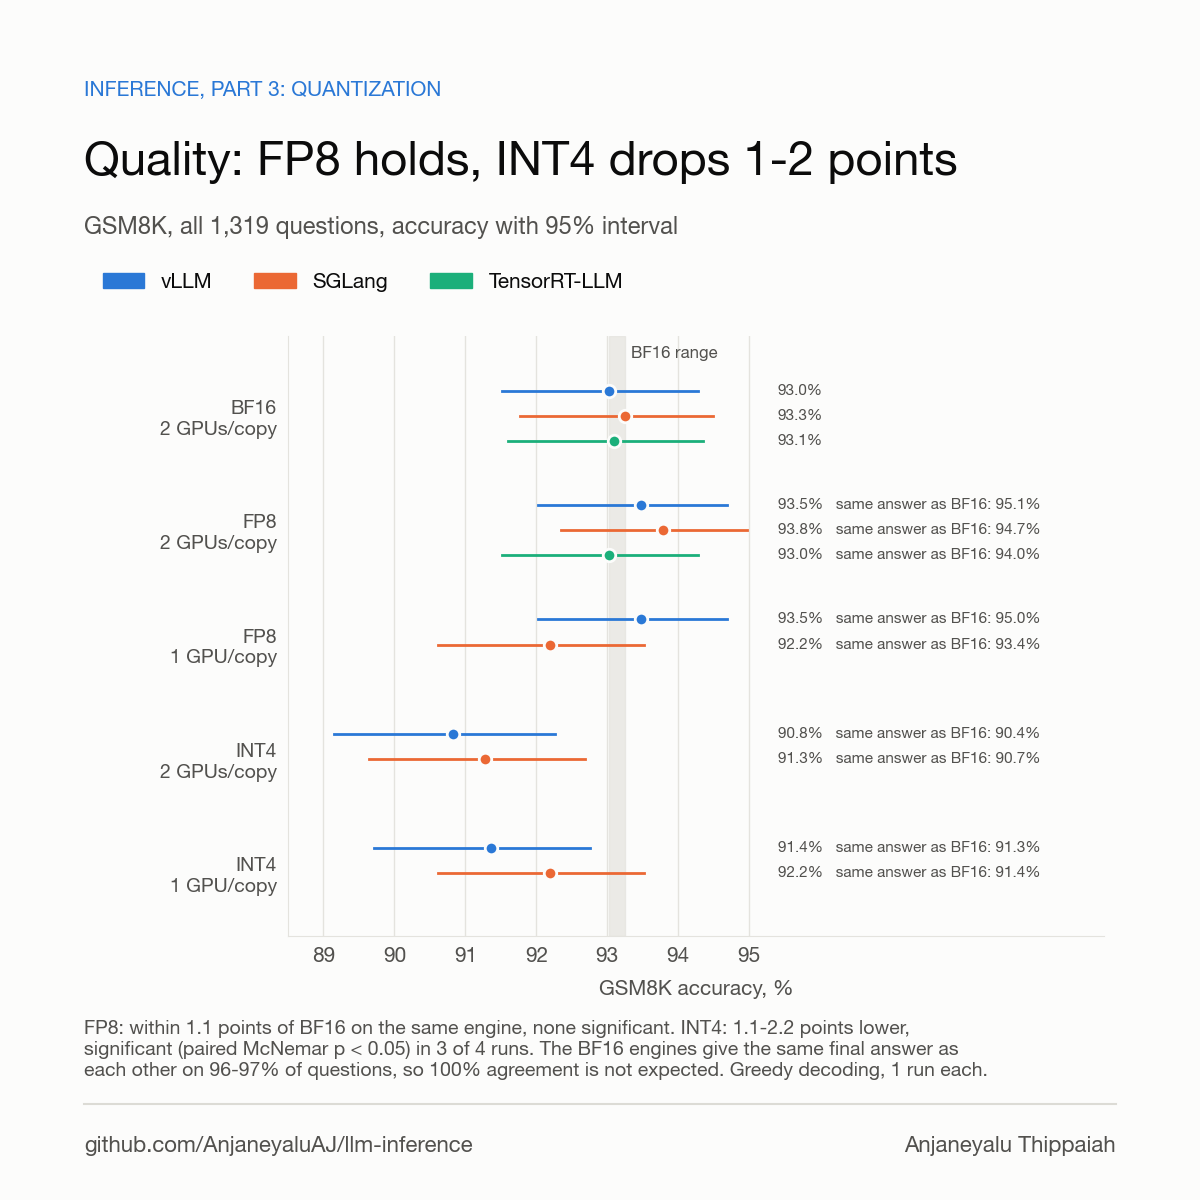 INFERENCE, PART 3: QUANTIZATION
Quality: FP8 holds, INT4 drops 1-2 points
GSM8K, all 1,319 questions, accuracy with 95% interval
vLLM SGLang TensorRT-LLM
BF16 range
BF16
2 GPUs/copy
93.0%
93.3%
93.1%
FP8
2 GPUs/copy
93.5% same answer as BF16: 95.1%
93.8% same answer as BF16: 94.7%
93.0% same answer as BF16: 94.0%
FP8
1 GPU/copy
93.5% same answer as BF16: 95.0%
92.2% same answer as BF16: 93.4%
INT4
2 GPUs/copy
90.8% same answer as BF16: 90.4%
91.3% same answer as BF16: 90.7%
INT4
1 GPU/copy
91.4% same answer as BF16: 91.3%
92.2% same answer as BF16: 91.4%
89 90 91 92 93 94 95
GSM8K accuracy, %
FP8: within 1.1 points of BF16 on the same engine, none significant. INT4: 1.1-2.2 points lower,
significant (paired McNemar p < 0.05) in 3 of 4 runs. The BF16 engines give the same final answer as
each other on 96-97% of questions, so 100% agreement is not expected. Greedy decoding, 1 run each.
github.com/AnjaneyaluAJ/llm-inference
Anjaneyalu Thippaiah